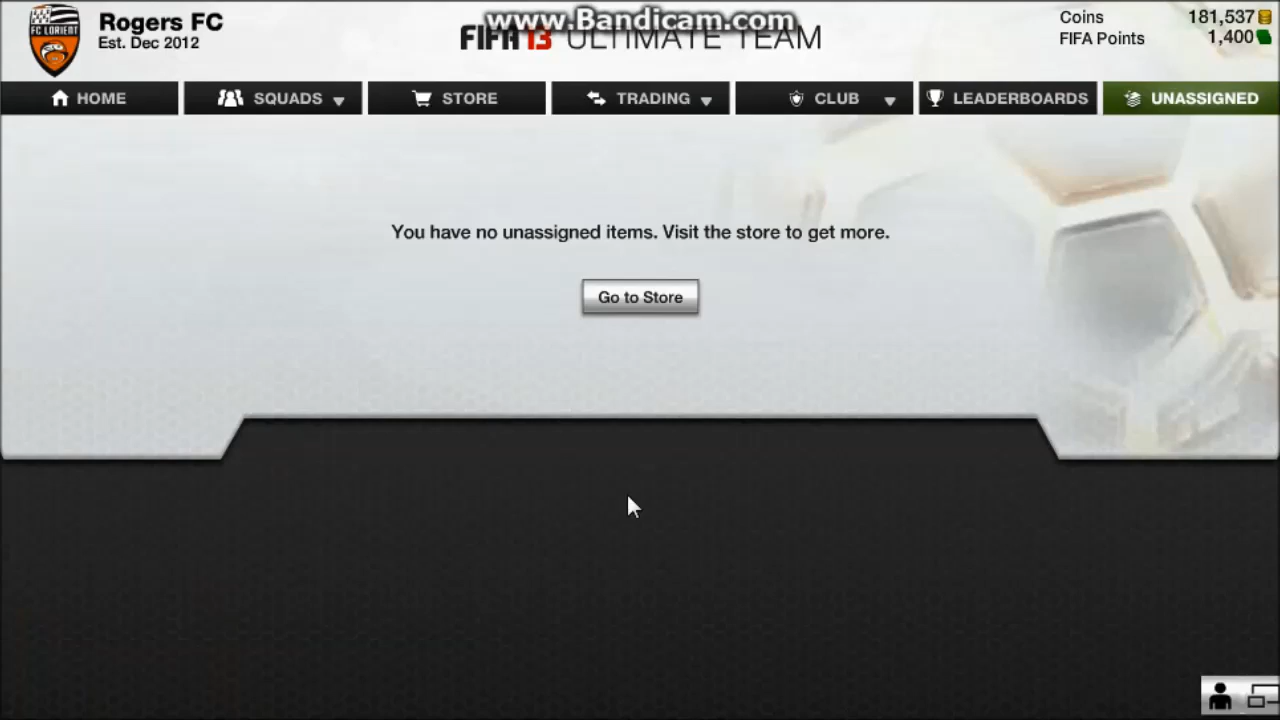 www.Bandicam.com
FC LORIENT
Rogers FC
Est. Dec 2012
FIFA 13 ULTIMATE TEAM
Coins 181,537
FIFA Points 1,400
HOME SQUADS STORE TRADING CLUB LEADERBOARDS UNASSIGNED
You have no unassigned items. Visit the store to get more.
Go to Store